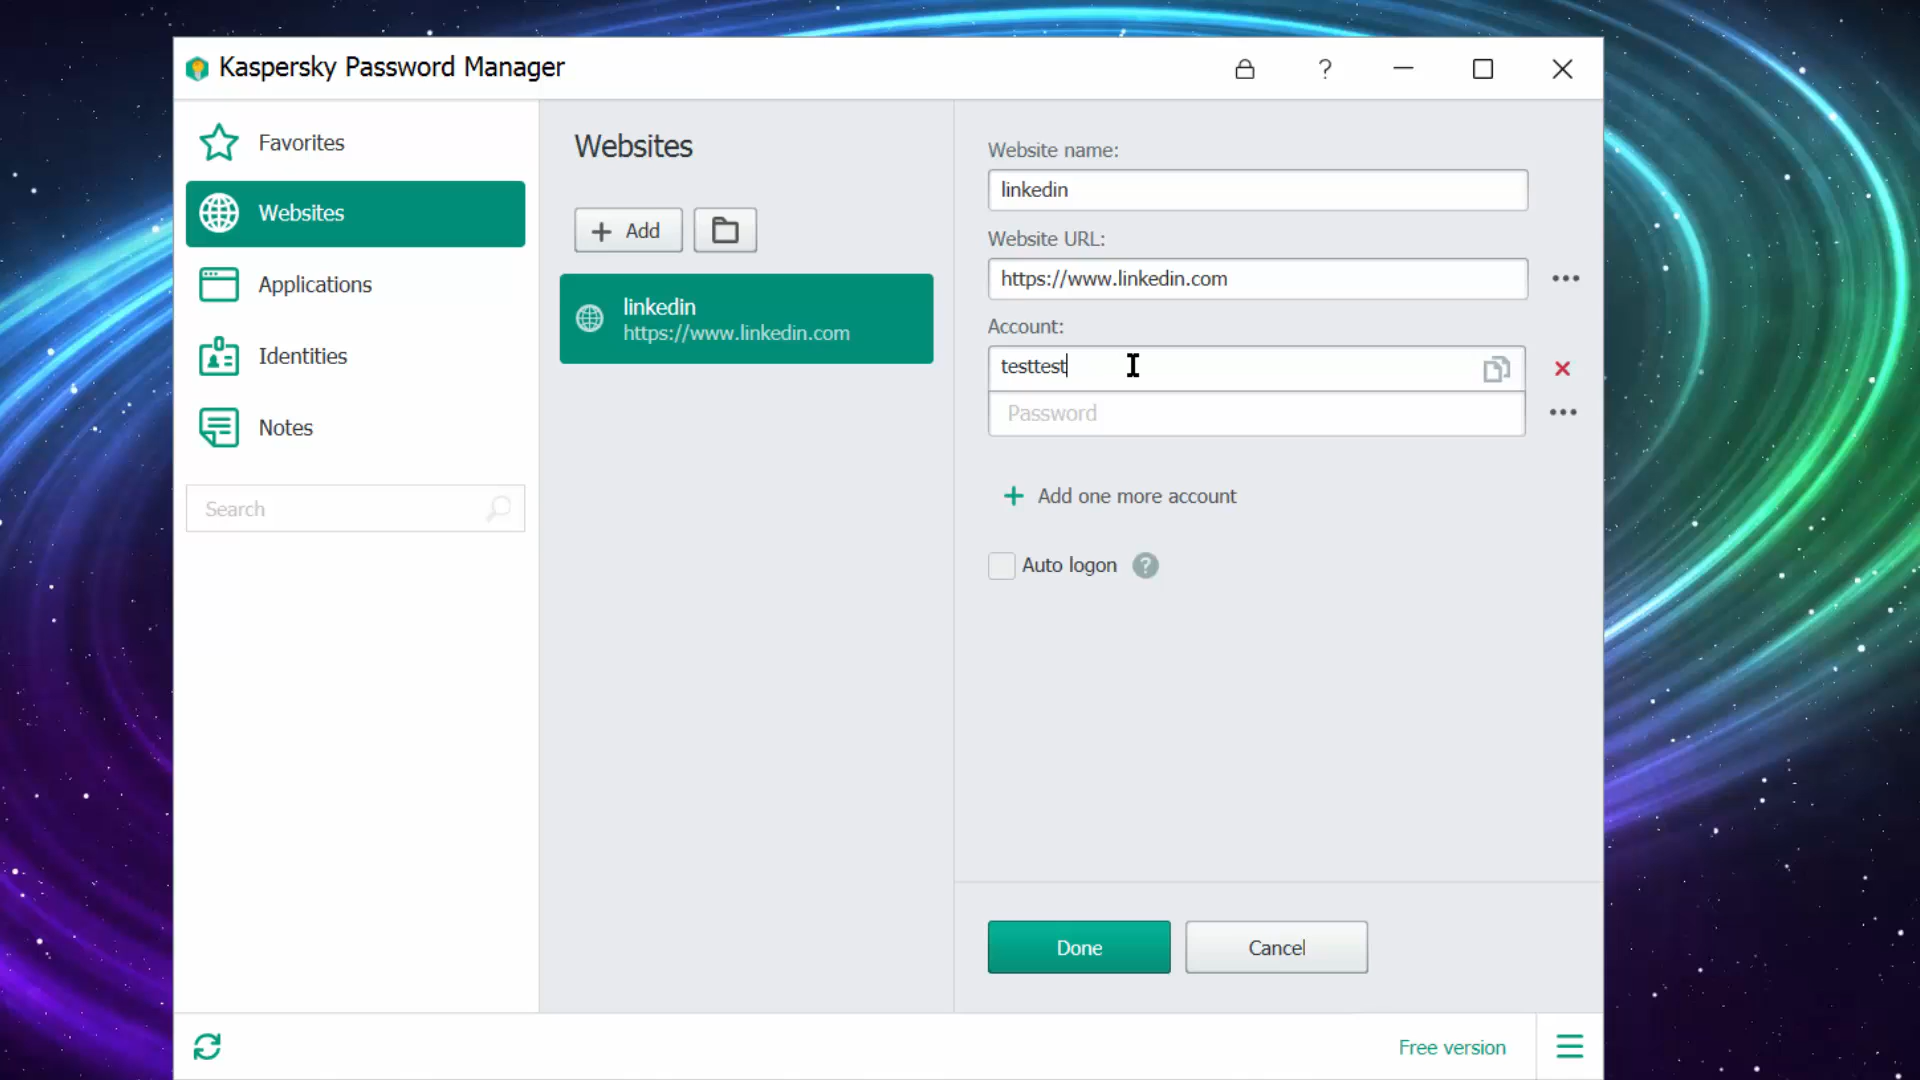 Kaspersky Password Manager
?
Favorites
Websites
Applications
Identities
Notes
Search
Websites
+ Add
linkedin
https://www.linkedin.com
Website name:
linkedin
Website URL:
https://www.linkedin.com
Account:
testtest
Password
+ Add one more account
Auto logon ?
Done
Cancel
Free version